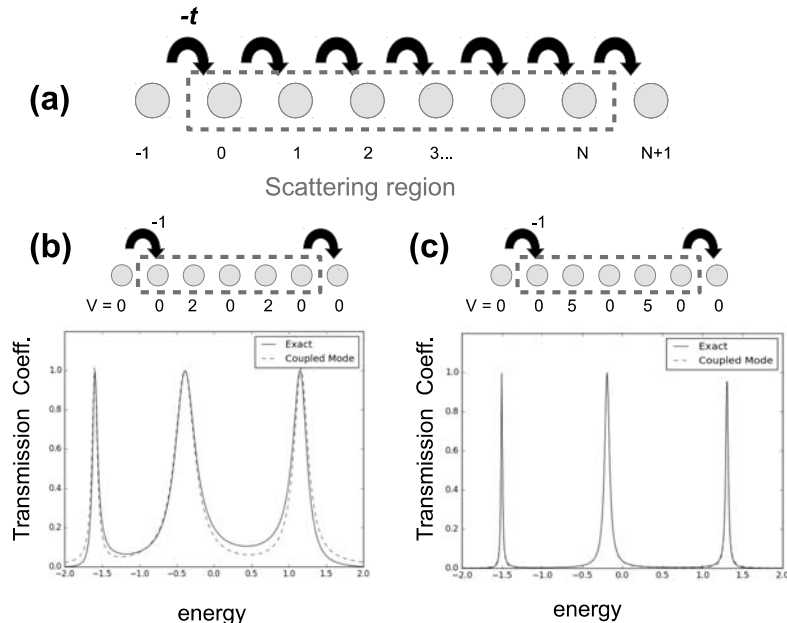 -t
(a)
-1 0 1 2 3... N N+1
Scattering region
(b)
-1
V = 0 0 2 0 2 0 0
Transmission Coeff.
Exact
Coupled Mode
1.0
0.8
0.6
0.4
0.2
0.0
-2.0 -1.5 -1.0 -0.5 0.0 0.5 1.0 1.5 2.0
energy
(c)
-1
V = 0 0 5 0 5 0 0
Transmission Coeff.
Exact
Coupled Mode
1.0
0.8
0.6
0.4
0.2
0.0
-2.0 -1.5 -1.0 -0.5 0.0 0.5 1.0 1.5 2.0
energy